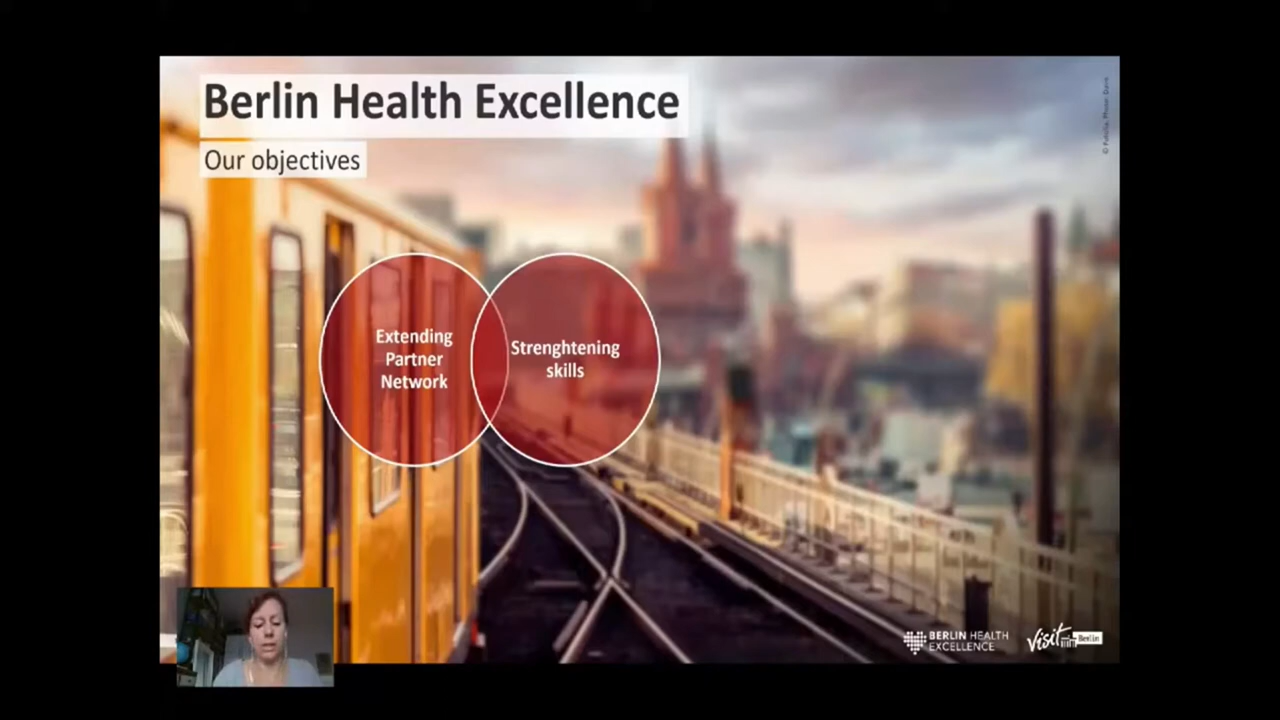 Berlin Health Excellence
Our objectives
Extending
Partner
Network
Strenghtening
skills
BERLIN HEALTH
EXCELLENCE
Visit
Berlin